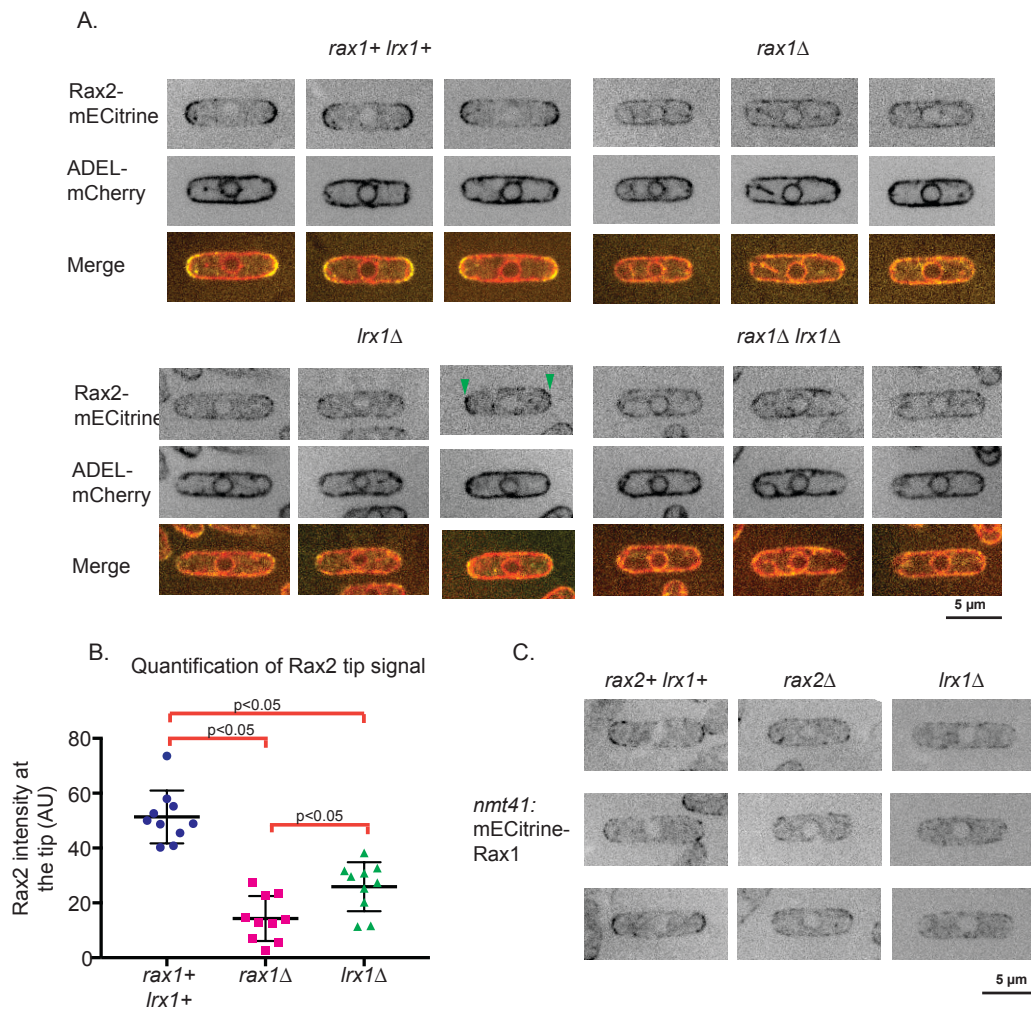 A.
rax1+ lrx1+
rax1Δ
Rax2-
mECitrine
ADEL-
mCherry
Merge
lrx1Δ
rax1Δ lrx1Δ
Rax2-
mECitrine
ADEL-
mCherry
Merge
5 µm
B.
Quantification of Rax2 tip signal
p<0.05
p<0.05
p<0.05
80
60
40
20
0
Rax2 intensity at
the tip (AU)
rax1+
lrx1+
rax1Δ
lrx1Δ
C.
rax2+ lrx1+
rax2Δ
lrx1Δ
nmt41:
mECitrine-
Rax1
5 µm